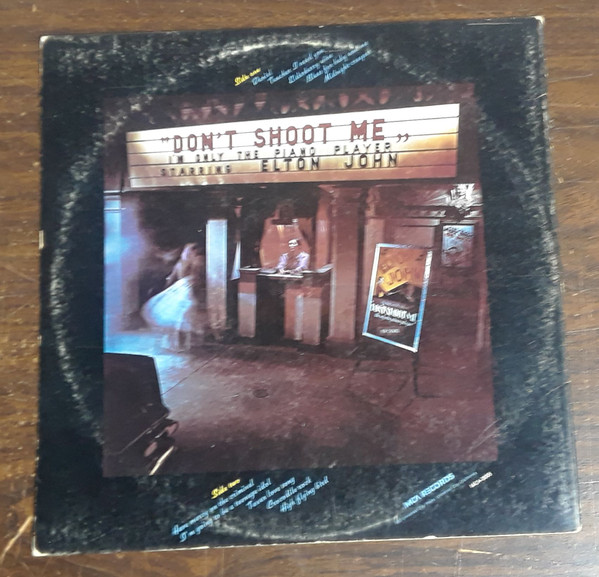 Side one
Daniel
Teacher I need you
Elderberry wine
Blues for baby and me
Midnight creeper
"DON'T SHOOT ME„
I'M ONLY THE PIANO PLAYER
STARRING ELTON JOHN
JOHN
Side two
Have mercy on the criminal
I'm going to be a teenage idol
Texan love song
Crocodile rock
High flying bird
MCA RECORDS